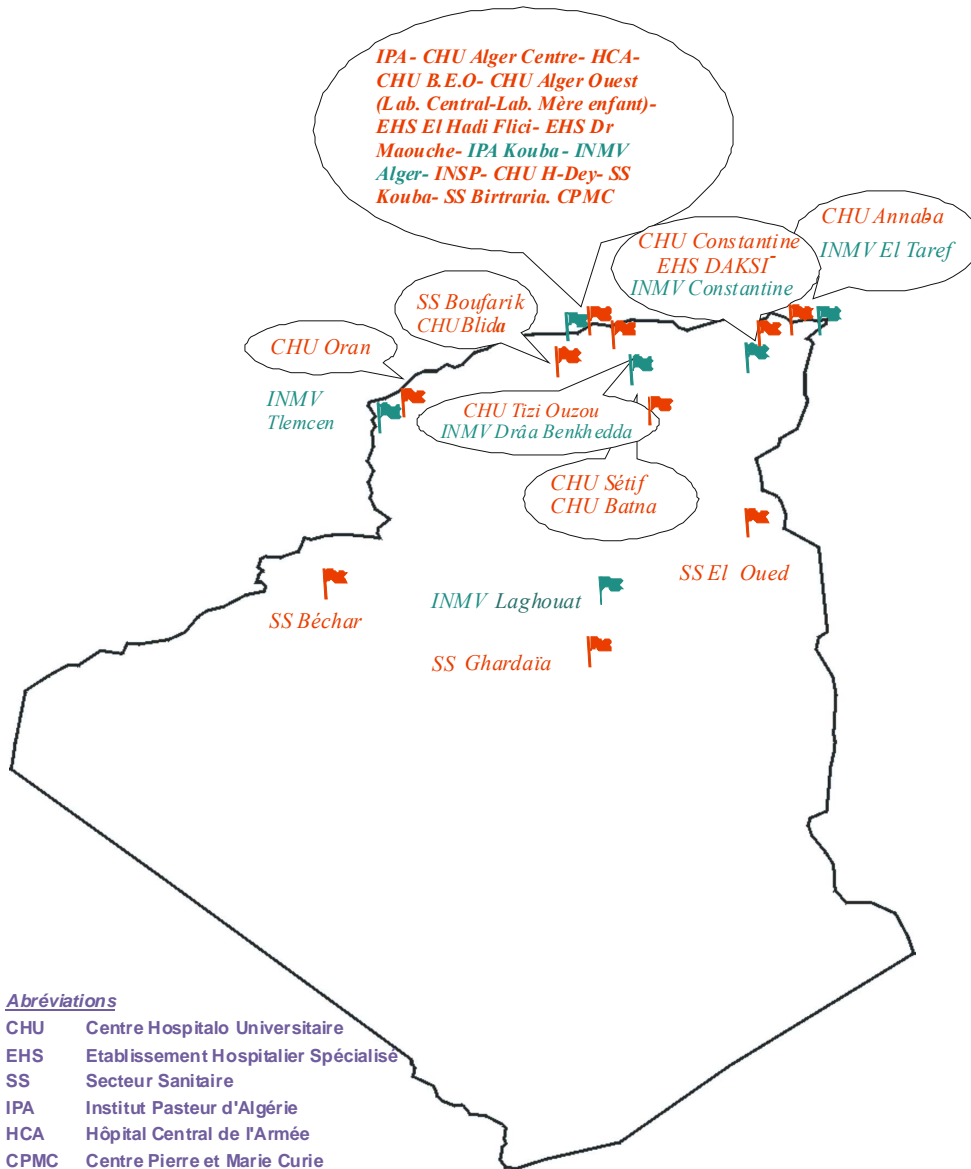 IPA- CHU Alger Centre- HCA-
CHU B.E.O- CHU Alger Ouest
(Lab. Central-Lab. Mère enfant)-
EHS El Hadi Flici- EHS Dr
Maouche- IPA Kouba- INMV
Alger- INSP- CHU H-Dey- SS
Kouba- SS Birtraria. CPMC
CHU Annaba
INMV El Taref
CHU Constantine
EHS DAKSI-
INMV Constantine
SS Boufarik
CHU Blida
CHU Oran
INMV
Tlemcen
CHU Tizi Ouzou
INMV Drâa Benkhedda
CHU Sétif
CHU Batna
SS El Oued
INMV Laghouat
SS Béchar
SS Ghardaïa
Abréviations
CHU Centre Hospitalo Universitaire
EHS Etablissement Hospitalier Spécialisé
SS Secteur Sanitaire
IPA Institut Pasteur d'Algérie
HCA Hôpital Central de l'Armée
CPMC Centre Pierre et Marie Curie